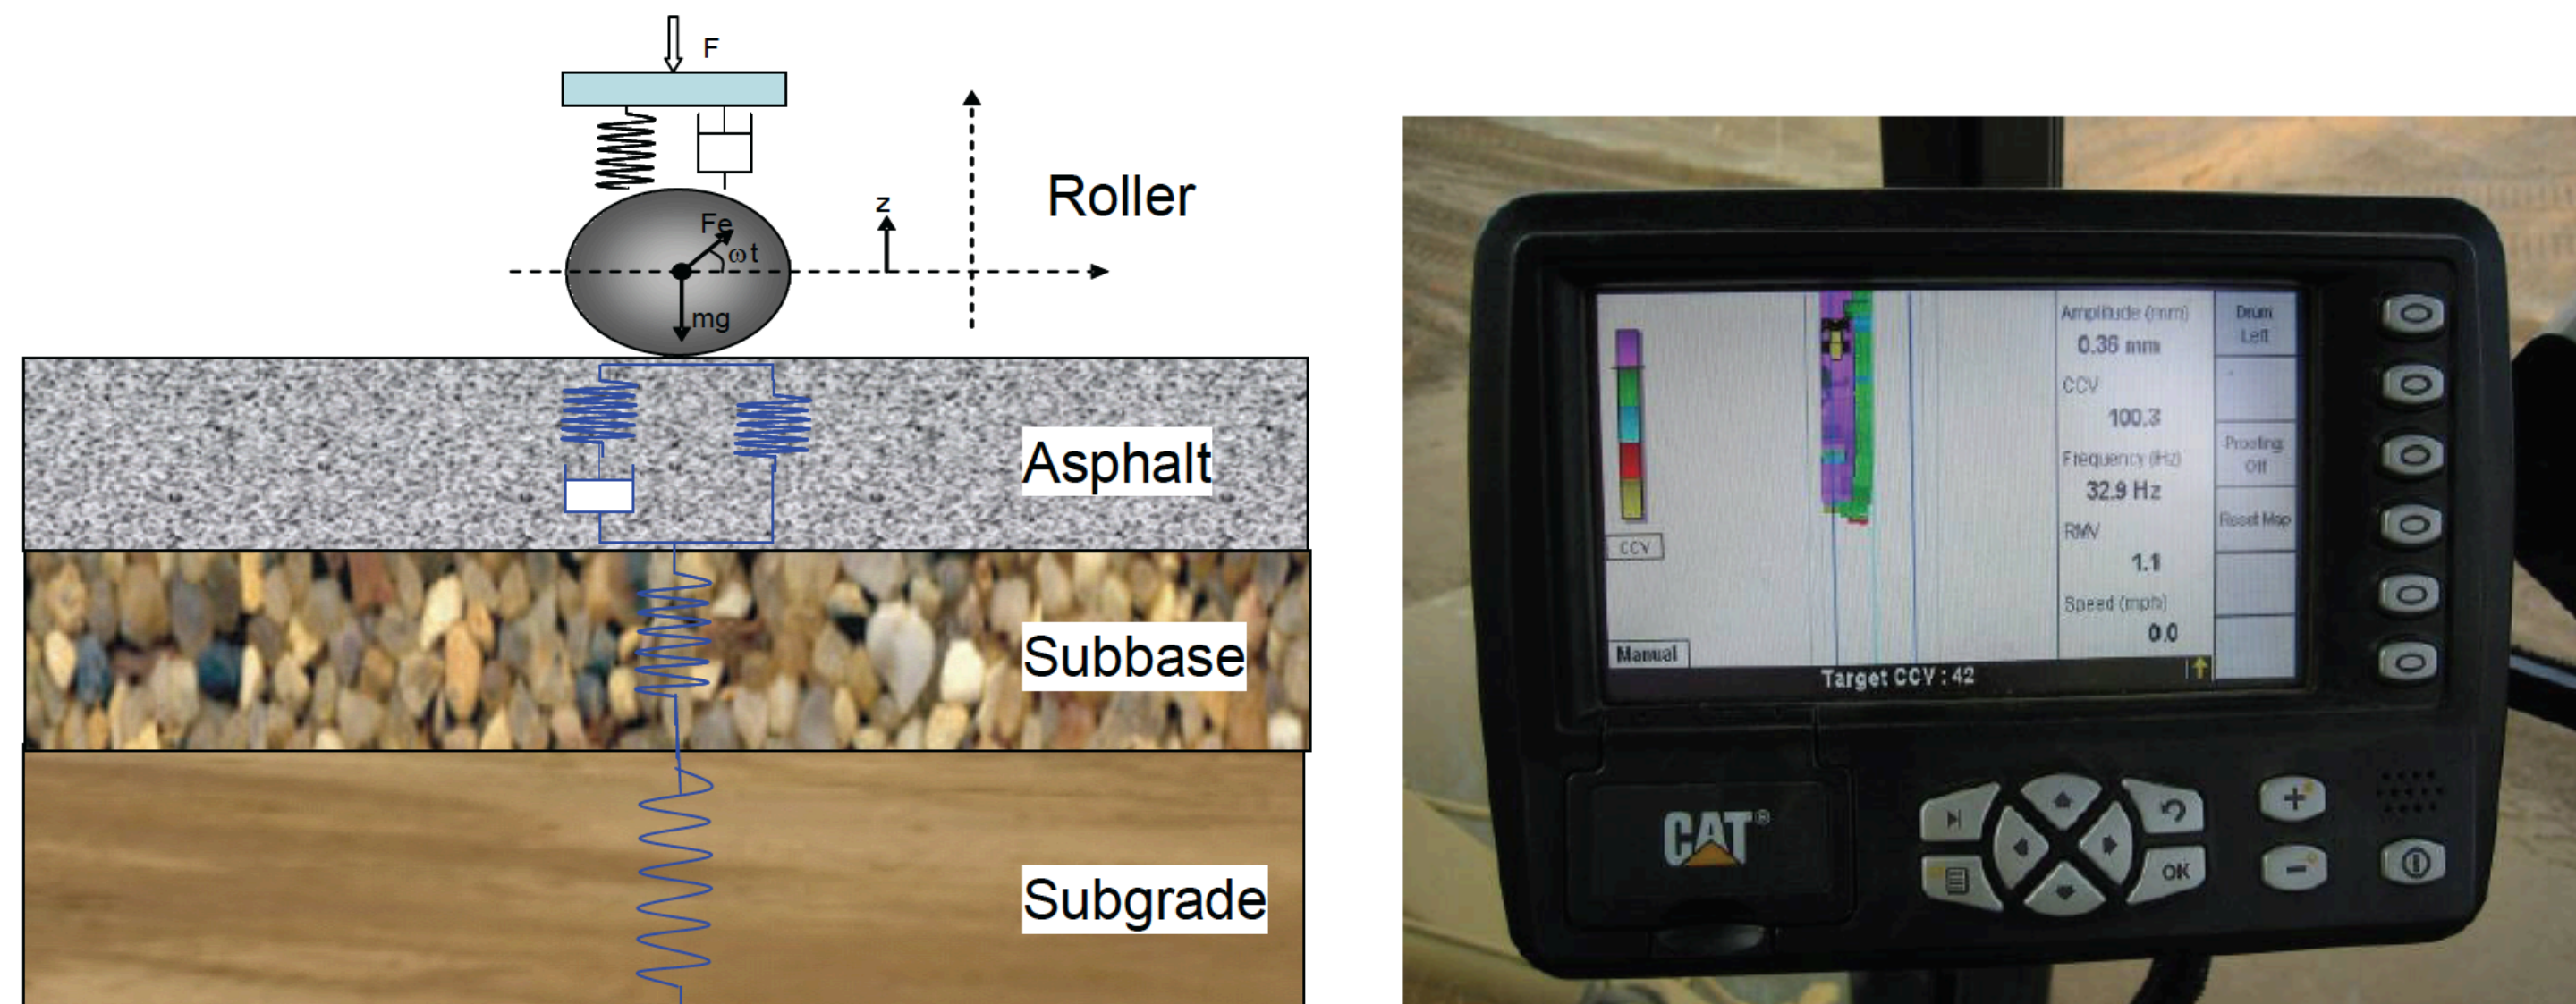 F
Fe
ωt
mg
z
Roller
Asphalt
Subbase
Subgrade
Amplitude (mm)
0.36 mm
CCV
100.3
Frequency (Hz)
32.9 Hz
RMV
1.1
Speed (mph)
0.0
Drum
Left
Proofing:
Off
Reset Map
CCV
Manual
Target CCV : 42
CAT®
OK